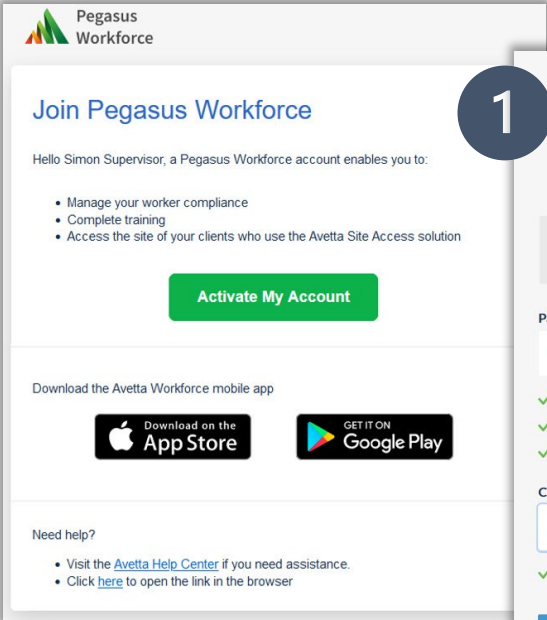 Pegasus
Workforce
Join Pegasus Workforce
1
Hello Simon Supervisor, a Pegasus Workforce account enables you to:
Manage your worker compliance
Complete training
Access the site of your clients who use the Avetta Site Access solution
Activate My Account
P
Download the Avetta Workforce mobile app
Download on the
App Store
GET IT ON
Google Play
C
Need help?
Visit the Avetta Help Center if you need assistance.
Click here to open the link in the browser